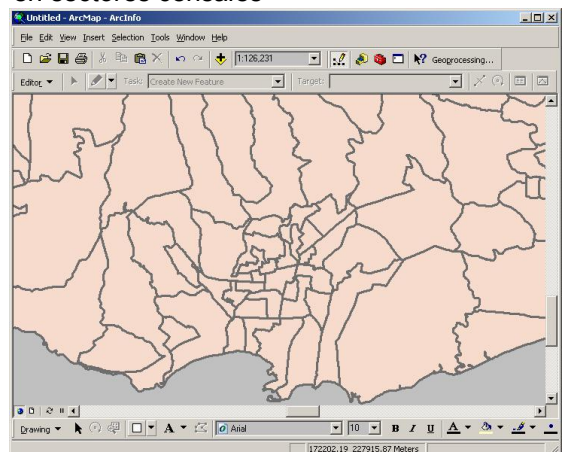 en sectores censales
Untitled - ArcMap - ArcInfo
File Edit View Insert Selection Tools Window Help
1:126,231 Geoprocessing...
Editor Task: Create New Feature Target:
Drawing A Arial 10 B I U A
172202.19 227915.87 Meters